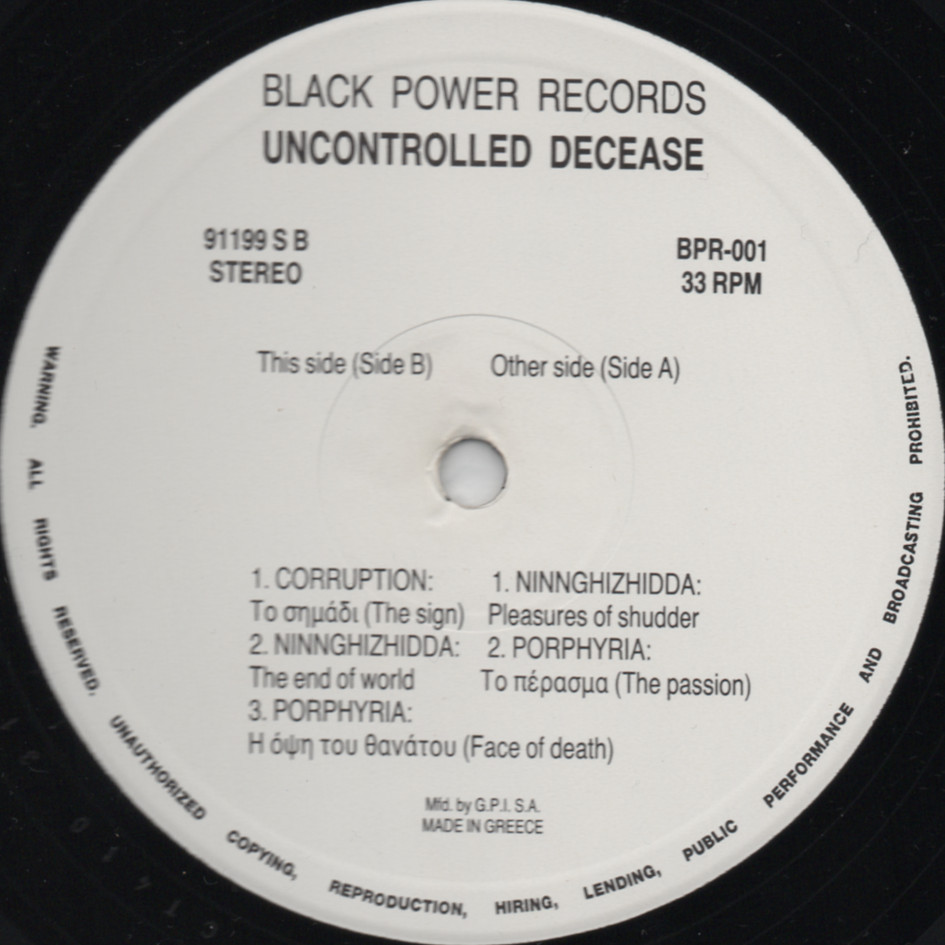 BLACK POWER RECORDS
UNCONTROLLED DECEASE
91199 S B
STEREO
BPR-001
33 RPM
This side (Side B)
Other side (Side A)
1. CORRUPTION:
Το σημάδι (The sign)
2. NINNGHIZHIDDA:
The end of world
3. PORPHYRIA:
Η όψη του θανάτου (Face of death)
1. NINNGHIZHIDDA:
Pleasures of shudder
2. PORPHYRIA:
Το πέρασμα (The passion)
Mfd. by G.P.I. S.A.
MADE IN GREECE
WARNING. ALL RIGHTS RESERVED. UNAUTHORIZED COPYING, REPRODUCTION, HIRING, LENDING, PUBLIC PERFORMANCE AND BROADCASTING PROHIBITED.